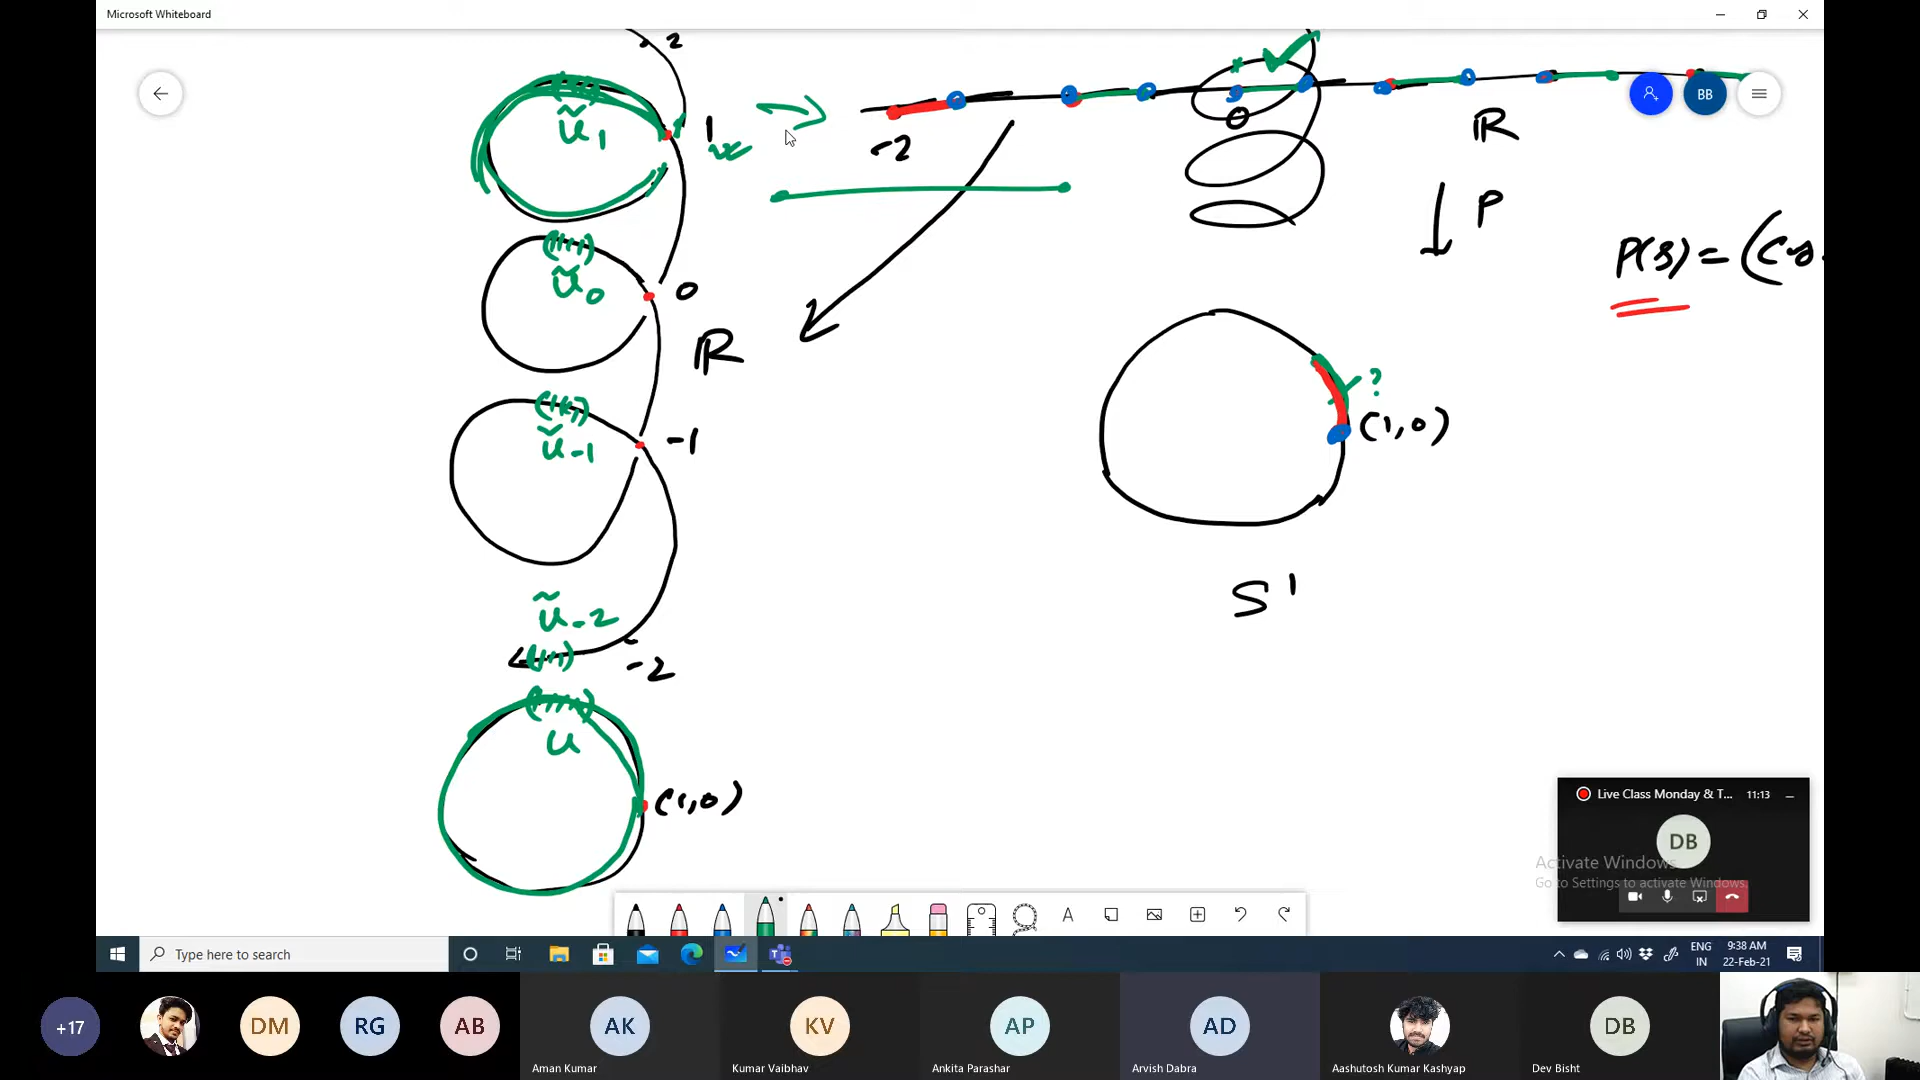 Microsoft Whiteboard
2
ũ1
1
-2
0
ℝ
BB
P
P(s) = (Cos
ũ0
0
ℝ
?
(1,0)
ũ-1
-1
S¹
ũ-2
-2
u
(1,0)
Live Class Monday & T... 11:13
DB
Activate Windows
Go to Settings to activate Windows.
A
Type here to search
ENG
IN
9:38 AM
22-Feb-21
+17
DM
RG
AB
AK
KV
AP
AD
DB
Aman Kumar
Kumar Vaibhav
Ankita Parashar
Arvish Dabra
Aashutosh Kumar Kashyap
Dev Bisht